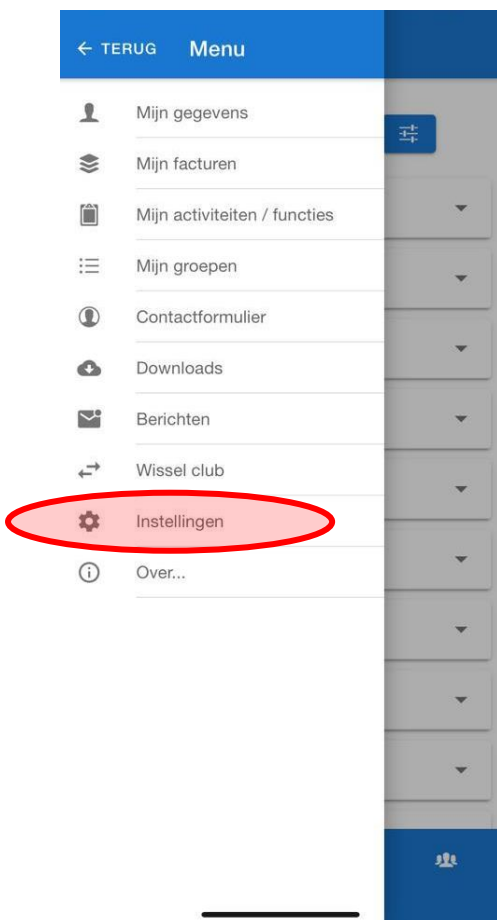 ← TERUG Menu
Mijn gegevens
Mijn facturen
Mijn activiteiten / functies
Mijn groepen
Contactformulier
Downloads
Berichten
Wissel club
Instellingen
Over...